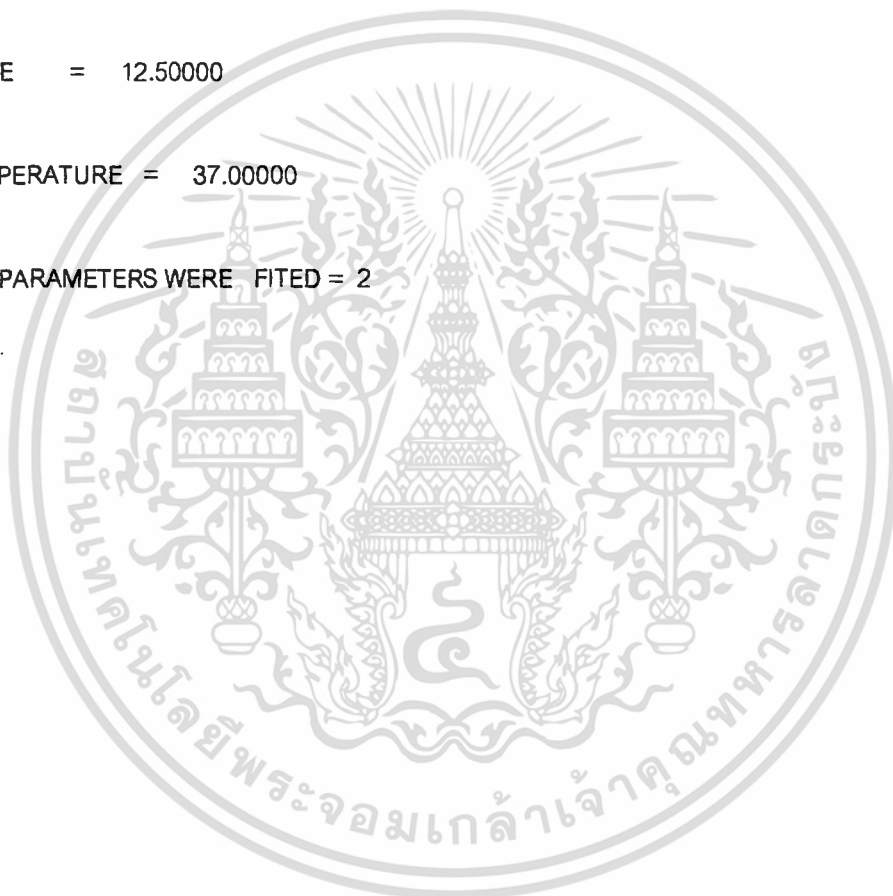 E = 12.50000
PERATURE = 37.00000
PARAMETERS WERE FITED = 2
สถาบันเทคโนโลยีพระจอมเกล้าเจ้าคุณทหารลาดกระบัง